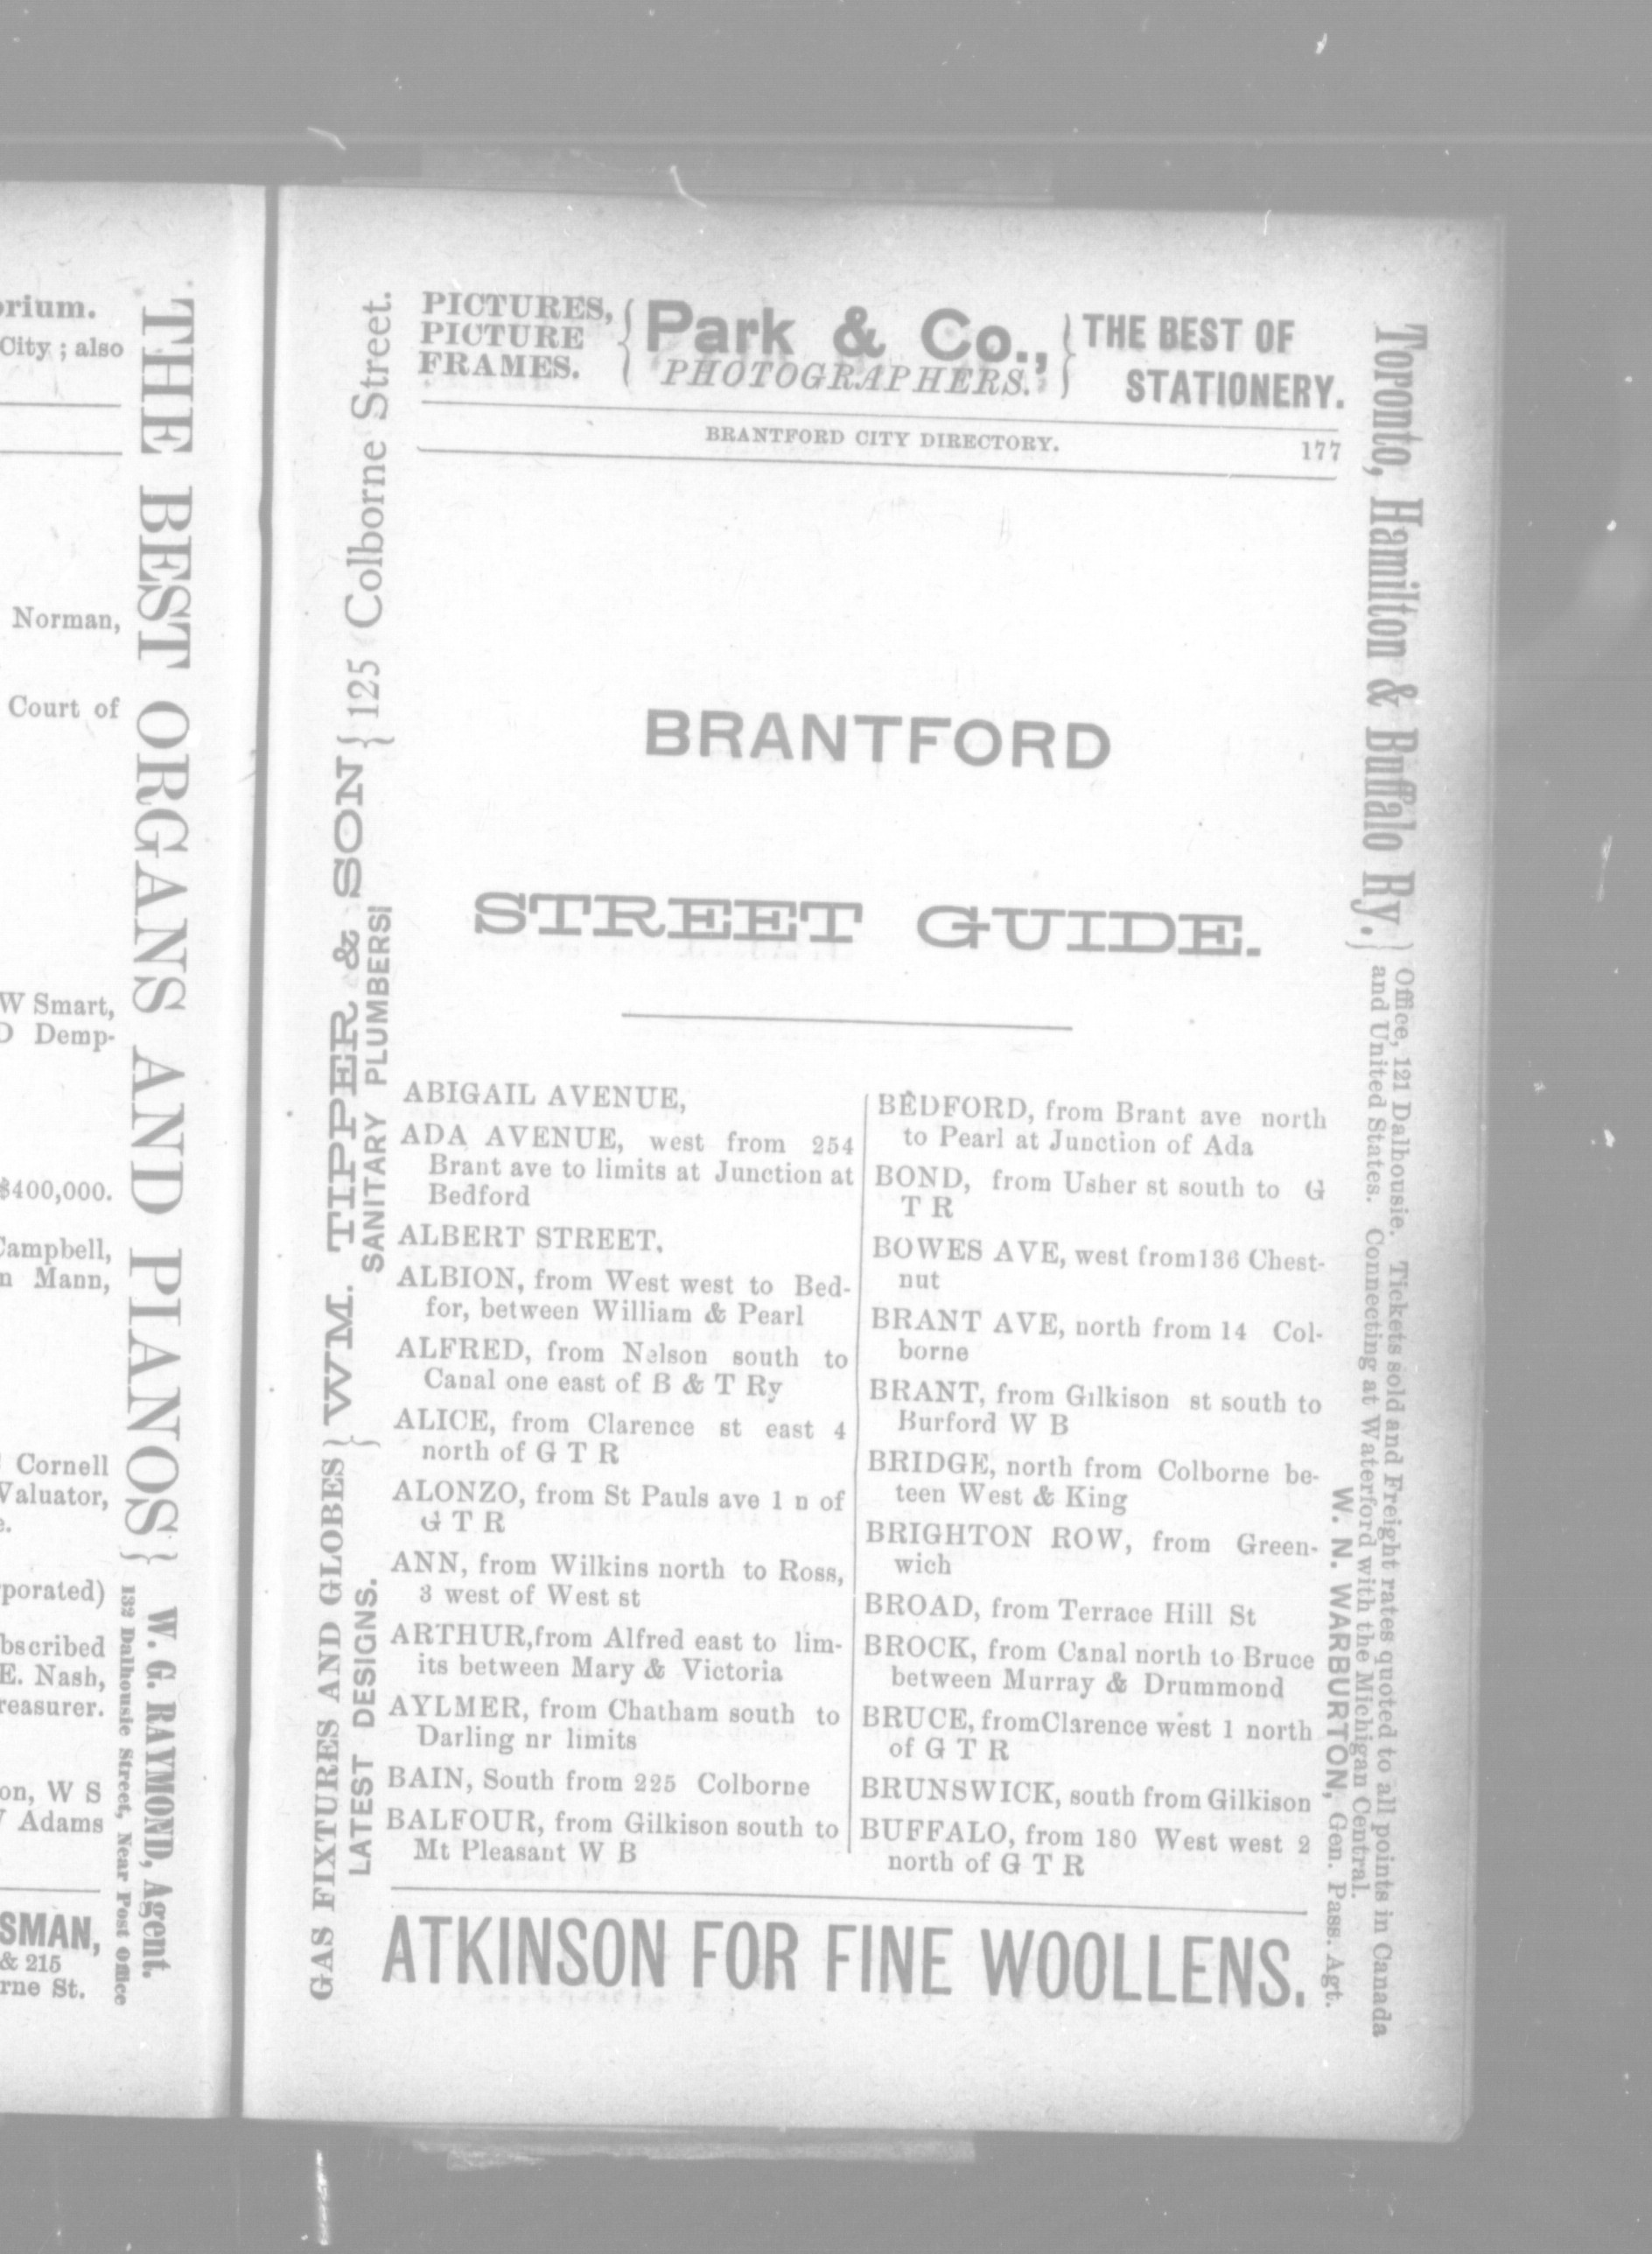 orium.
City ; also
Norman,
Court of
W Smart,
D Demp-
$400,000.
Campbell,
n Mann,
Cornell
Valuator,
e.
rporated)
bscribed
E. Nash,
reasurer.
on, W S
Adams
SMAN,
& 215
rne St.
THE BEST ORGANS AND PIANOS}
W. G. RAYMOND, Agent.
132 Dalhousie Street, Near Post Office
GAS FIXTURES AND GLOBES
LATEST DESIGNS.
} WM. TIPPER & SON {
SANITARY PLUMBERS!
125 Colborne Street.
PICTURES,
PICTURE
FRAMES.
{ Park & Co., }
PHOTOGRAPHERS.
THE BEST OF
STATIONERY.
BRANTFORD CITY DIRECTORY. 177
BRANTFORD
STREET GUIDE.
ABIGAIL AVENUE,
ADA AVENUE, west from 254
Brant ave to limits at Junction at
Bedford
ALBERT STREET,
ALBION, from West west to Bed-
for, between William & Pearl
ALFRED, from Nelson south to
Canal one east of B & T Ry
ALICE, from Clarence st east 4
north of G T R
ALONZO, from St Pauls ave 1 n of
G T R
ANN, from Wilkins north to Ross,
3 west of West st
ARTHUR,from Alfred east to lim-
its between Mary & Victoria
AYLMER, from Chatham south to
Darling nr limits
BAIN, South from 225 Colborne
BALFOUR, from Gilkison south to
Mt Pleasant W B
BEDFORD, from Brant ave north
to Pearl at Junction of Ada
BOND, from Usher st south to G
T R
BOWES AVE, west from136 Chest-
nut
BRANT AVE, north from 14 Col-
borne
BRANT, from Gilkison st south to
Burford W B
BRIDGE, north from Colborne be-
teen West & King
BRIGHTON ROW, from Green-
wich
BROAD, from Terrace Hill St
BROCK, from Canal north to Bruce
between Murray & Drummond
BRUCE, fromClarence west 1 north
of G T R
BRUNSWICK, south from Gilkison
BUFFALO, from 180 West west 2
north of G T R
ATKINSON FOR FINE WOOLLENS.
Toronto, Hamilton & Buffalo Ry. }
Office, 121 Dalhousie. Tickets sold and Freight rates quoted to all points in Canada
and United States. Connecting at Waterford with the Michigan Central.
W. N. WARBURTON, Gen. Pass. Agt.